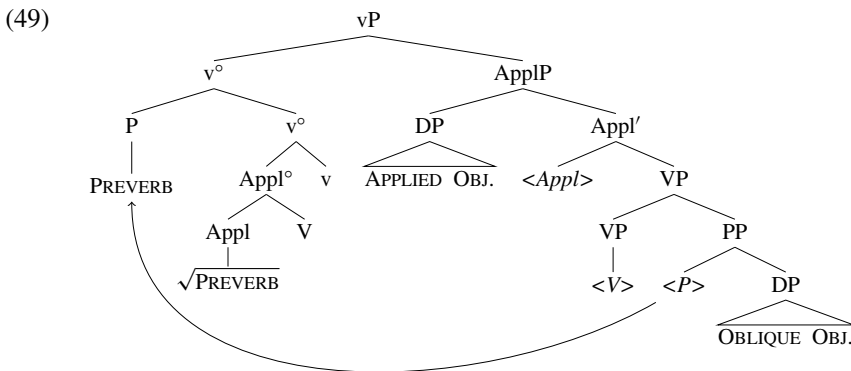 (49) vP
v° ApplP
P v° DP Appl′
PREVERB Appl° v APPLIED OBJ. <Appl> VP
Appl V VP PP
√PREVERB <V> <P> DP
OBLIQUE OBJ.